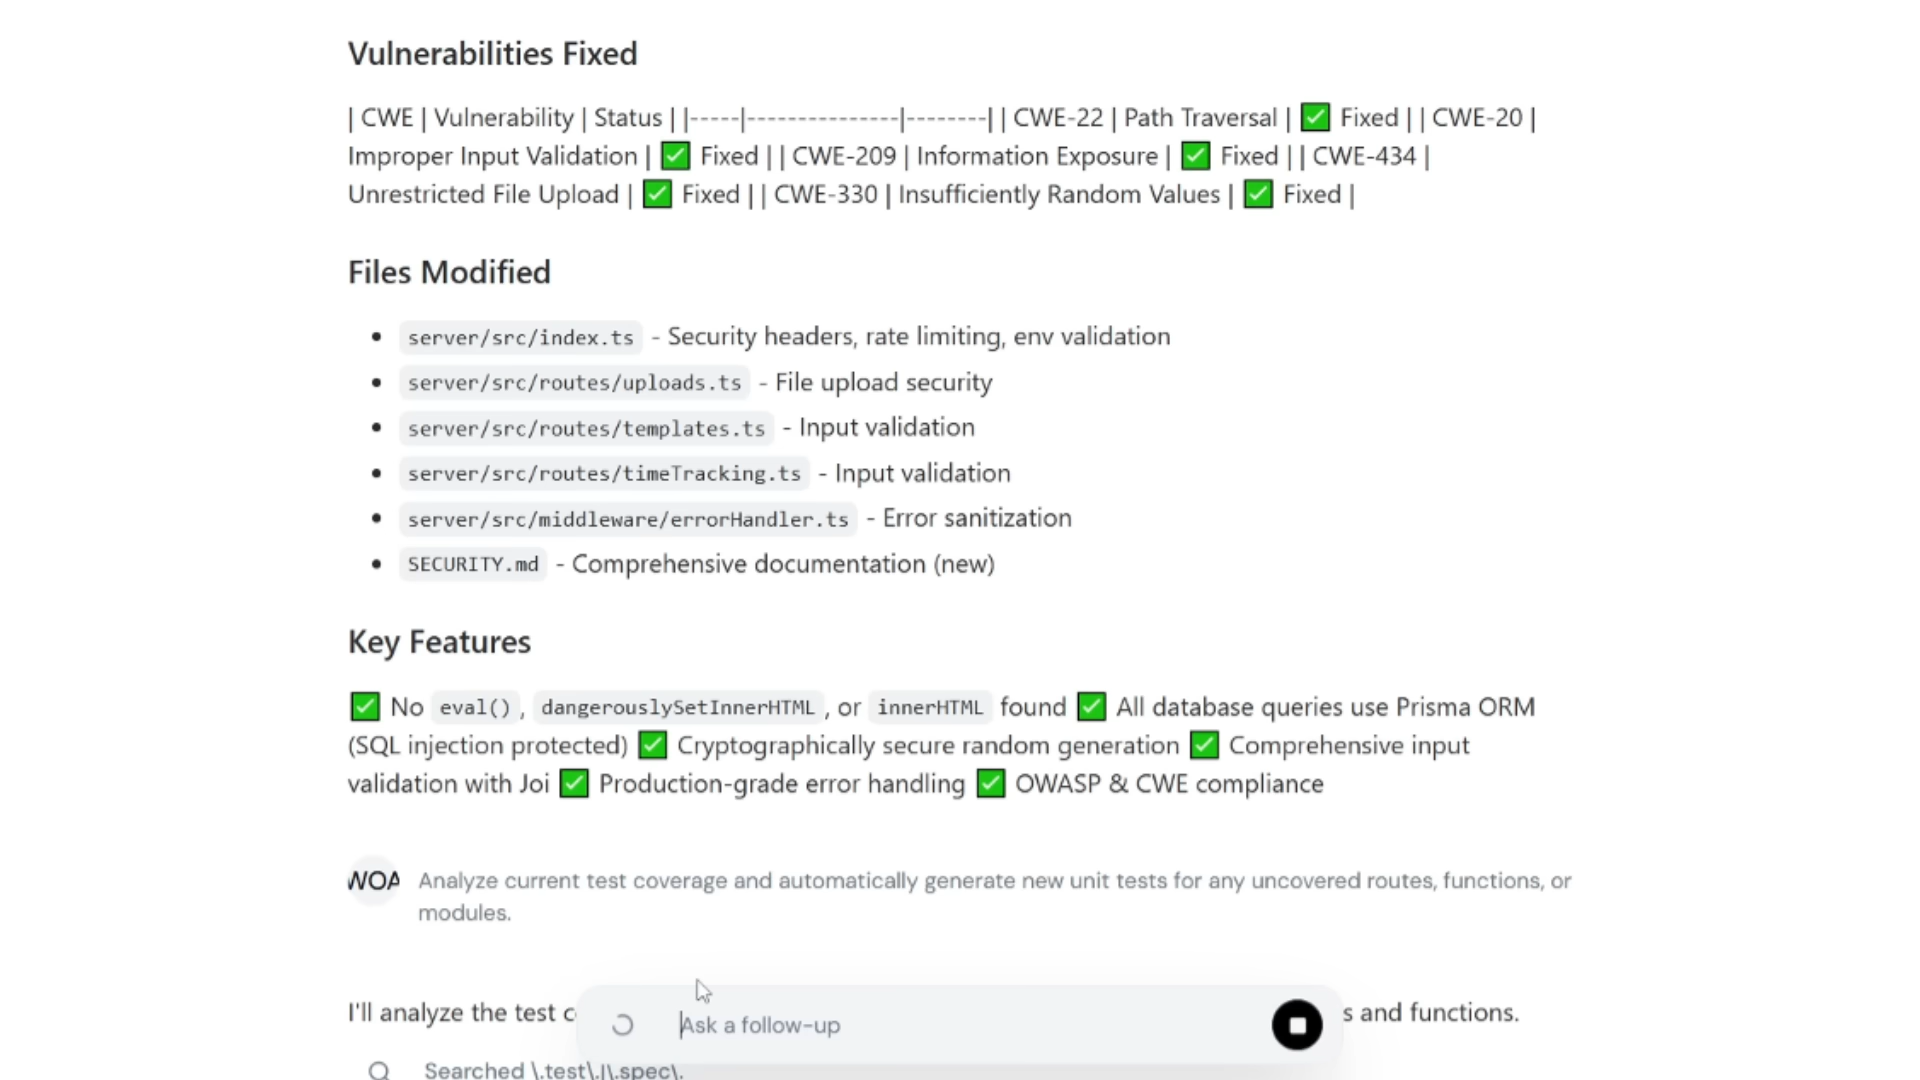 Vulnerabilities Fixed
| CWE | Vulnerability | Status | |-----|---------------|--------| | CWE-22 | Path Traversal | ✅ Fixed | | CWE-20 |
Improper Input Validation | ✅ Fixed | | CWE-209 | Information Exposure | ✅ Fixed | | CWE-434 |
Unrestricted File Upload | ✅ Fixed | | CWE-330 | Insufficiently Random Values | ✅ Fixed |
Files Modified
• server/src/index.ts - Security headers, rate limiting, env validation
• server/src/routes/uploads.ts - File upload security
• server/src/routes/templates.ts - Input validation
• server/src/routes/timeTracking.ts - Input validation
• server/src/middleware/errorHandler.ts - Error sanitization
• SECURITY.md - Comprehensive documentation (new)
Key Features
✅ No eval(), dangerouslySetInnerHTML, or innerHTML found ✅ All database queries use Prisma ORM
(SQL injection protected) ✅ Cryptographically secure random generation ✅ Comprehensive input
validation with Joi ✅ Production-grade error handling ✅ OWASP & CWE compliance
WOA Analyze current test coverage and automatically generate new unit tests for any uncovered routes, functions, or
modules.
I'll analyze the test c s and functions.
Ask a follow-up
Searched \.test\.|\.spec\.